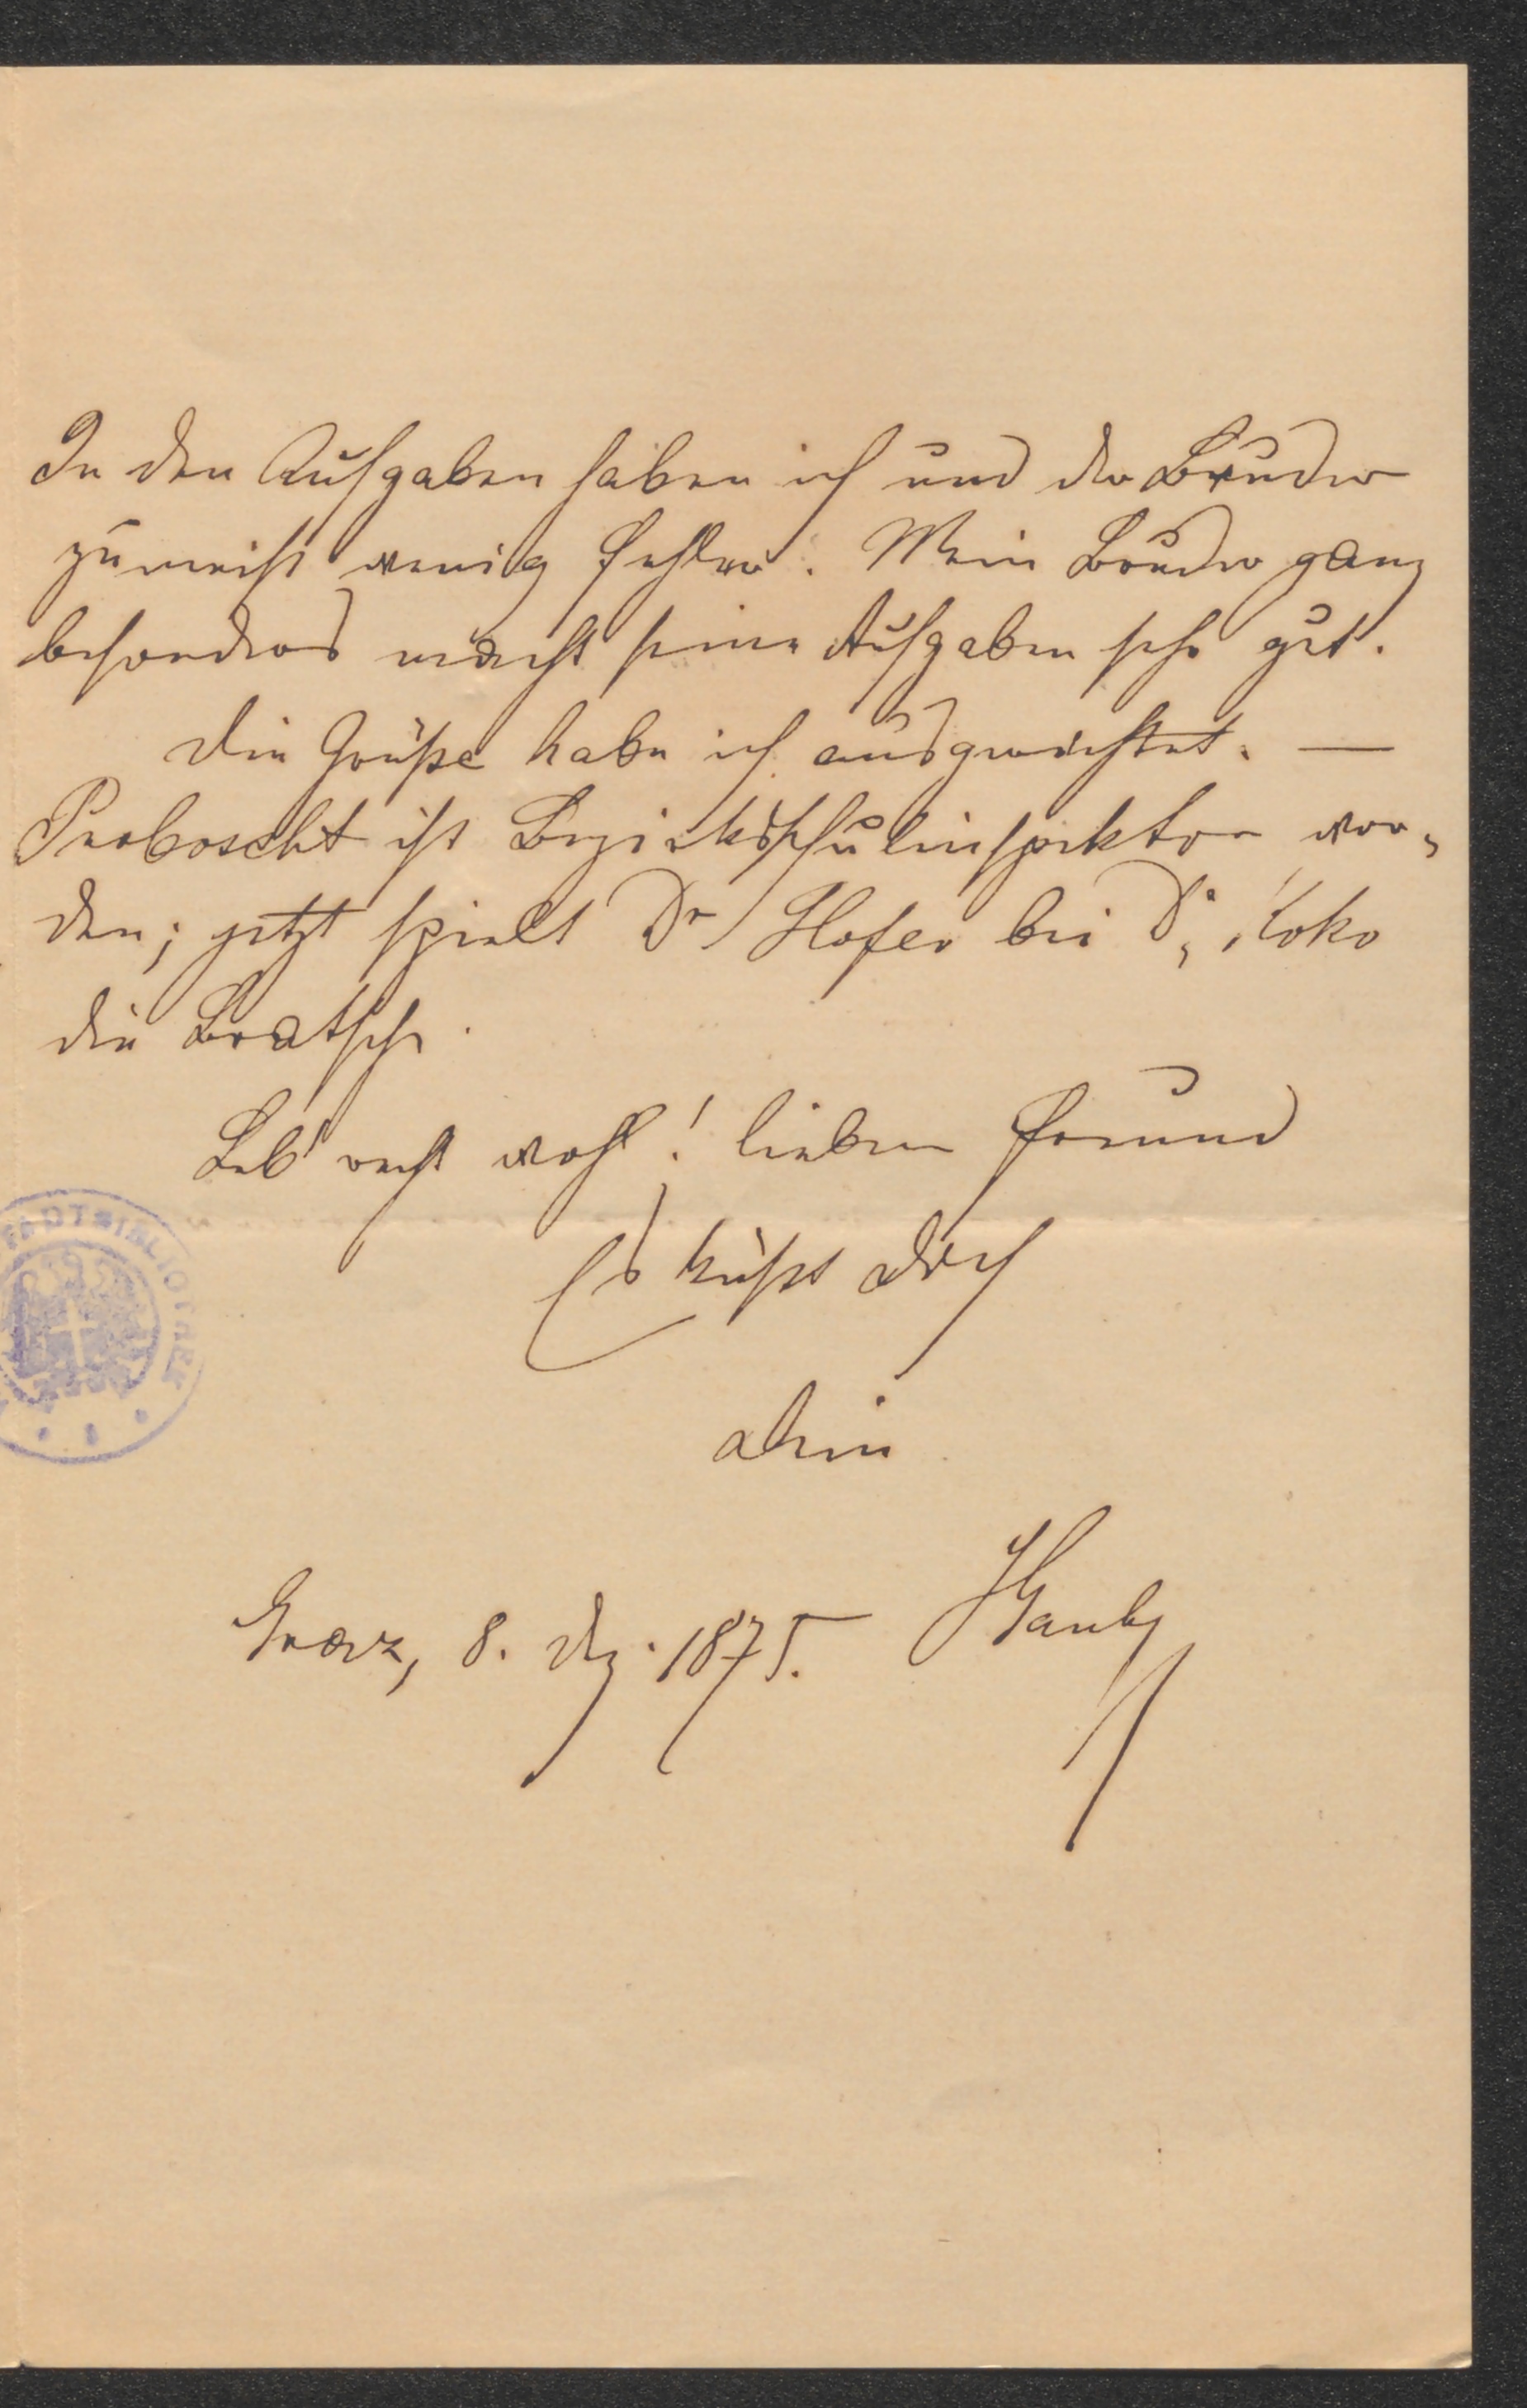 In den Aufgaben haben ich und der Bruder
zumeist wenig Fehler. Mein Bruder ganz
besonders macht seine Aufgaben sehr gut.
Die Grüße habe ich ausgerichtet. —
Proboscht ist Bezirksschulinspektor wor-
den; jetzt spielt Dr Hofer bei Dr.
die Bratsche.
Leb' recht wohl! lieber Freund
Es küßt Dich
STADTBIBLIOTHEK
Dein
Graz, 8. Dez. 1875.